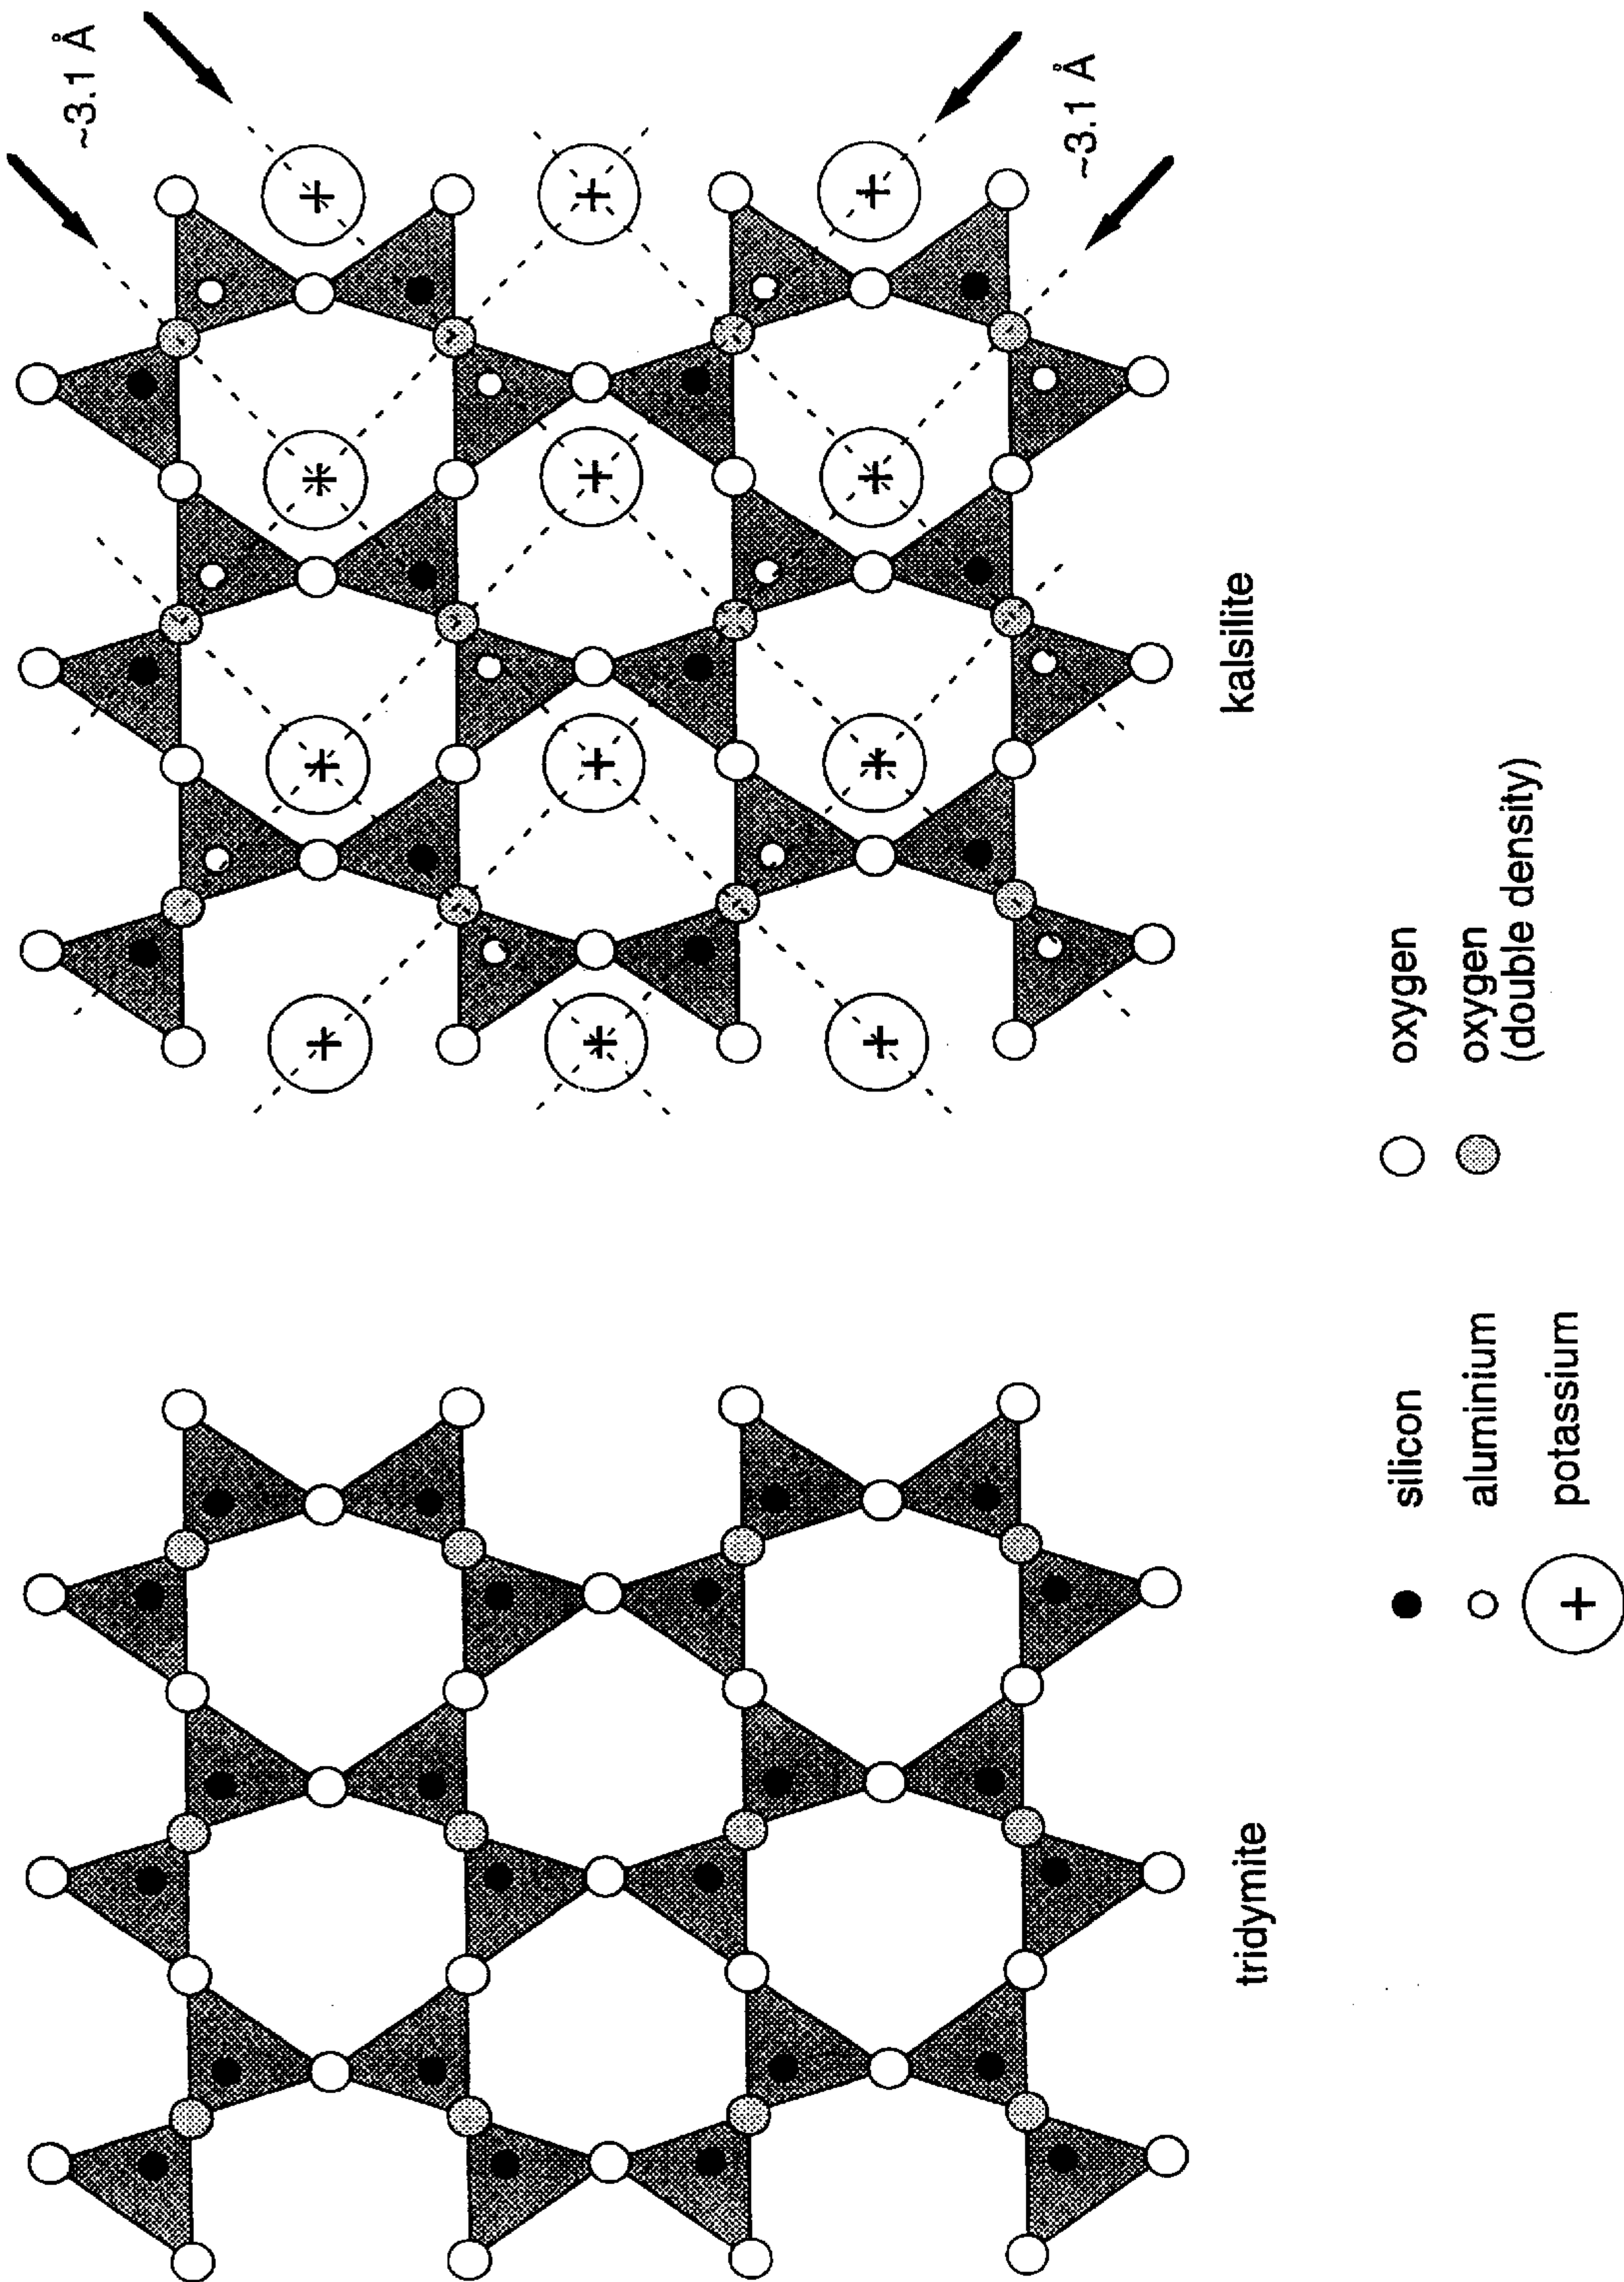 ~3.1 Å
~3.1 Å
tridymite
kalsilite
silicon
aluminium
potassium
oxygen
oxygen
(double density)